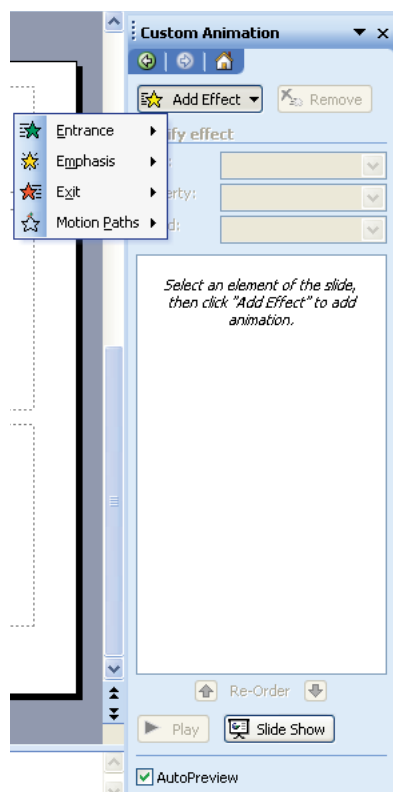 Custom Animation
Add Effect
Remove
Entrance
Emphasis
Exit
Motion Paths
effect
Select an element of the slide,
then click "Add Effect" to add
animation.
Re-Order
Play
Slide Show
AutoPreview